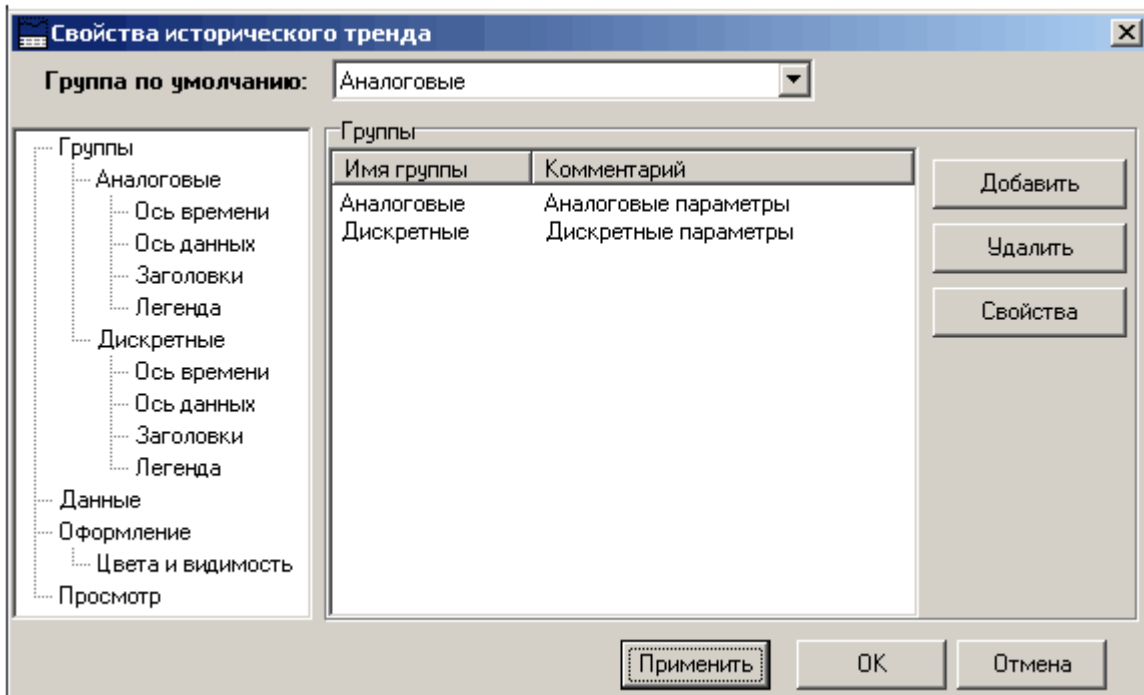 Свойства исторического тренда
Группа по умолчанию: Аналоговые
Группы
Аналоговые
Ось времени
Ось данных
Заголовки
Легенда
Дискретные
Ось времени
Ось данных
Заголовки
Легенда
Данные
Оформление
Цвета и видимость
Просмотр
Группы
Имя группы Комментарий
Аналоговые Аналоговые параметры
Дискретные Дискретные параметры
Добавить
Удалить
Свойства
Применить OK Отмена